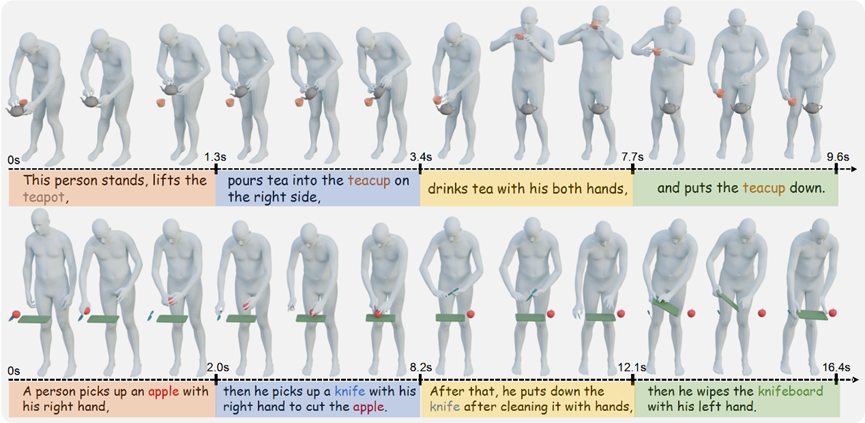 0s
1.3s
3.4s
7.7s
9.6s
This person stands, lifts the
teapot,
pours tea into the teacup on
the right side,
drinks tea with his both hands,
and puts the teacup down.
0s
2.0s
8.2s
12.1s
16.4s
A person picks up an apple with
his right hand,
then he picks up a knife with his
right hand to cut the apple.
After that, he puts down the
knife after cleaning it with hands,
then he wipes the knifeboard
with his left hand.